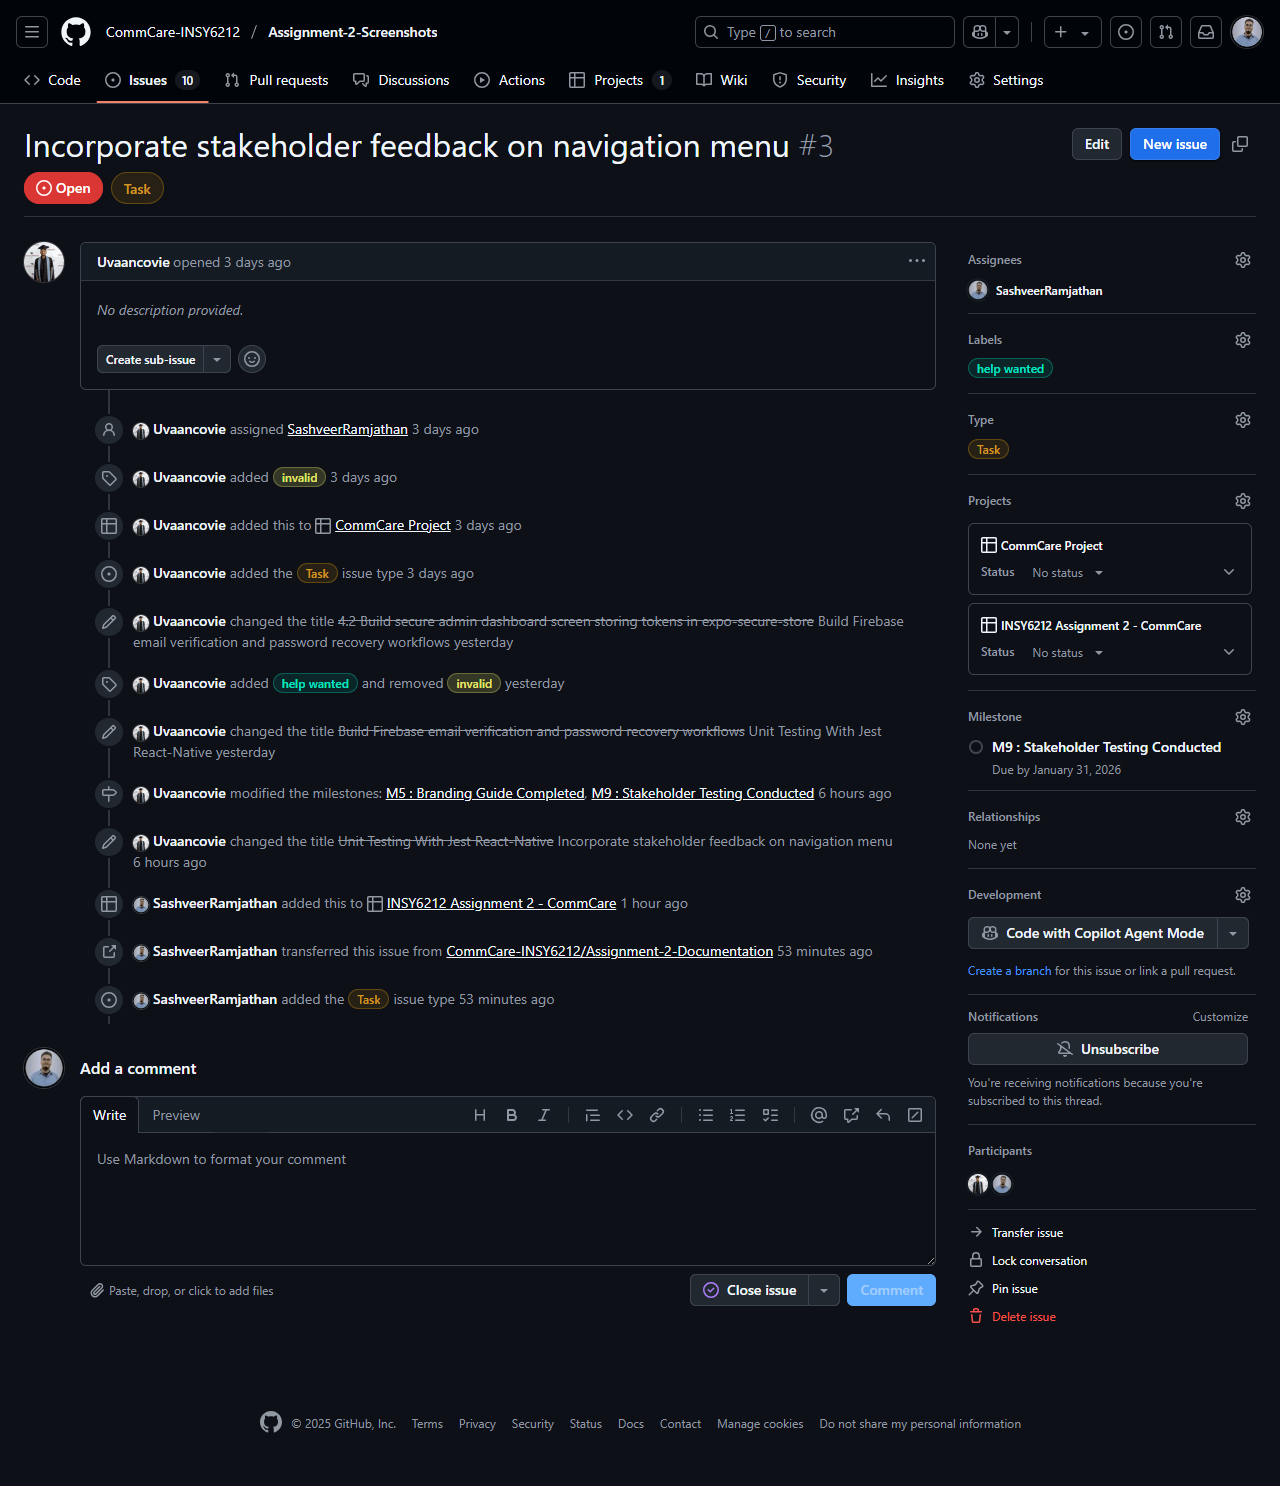 CommCare-INSY6212 / Assignment-2-Screenshots
Type / to search
Code
Issues 10
Pull requests
Discussions
Actions
Projects 1
Wiki
Security
Insights
Settings
Incorporate stakeholder feedback on navigation menu #3
Edit
New issue
Open
Task
Uvaancovie opened 3 days ago
No description provided.
Create sub-issue
Uvaancovie assigned SashveerRamjathan 3 days ago
Uvaancovie added invalid 3 days ago
Uvaancovie added this to CommCare Project 3 days ago
Uvaancovie added the Task issue type 3 days ago
Uvaancovie changed the title 4.2 Build secure admin dashboard screen storing tokens in expo-secure-store Build Firebase
email verification and password recovery workflows yesterday
Uvaancovie added help wanted and removed invalid yesterday
Uvaancovie changed the title Build Firebase email verification and password recovery workflows Unit Testing With Jest
React-Native yesterday
Uvaancovie modified the milestones: M5 : Branding Guide Completed, M9 : Stakeholder Testing Conducted 6 hours ago
Uvaancovie changed the title Unit Testing With Jest React-Native Incorporate stakeholder feedback on navigation menu
6 hours ago
SashveerRamjathan added this to INSY6212 Assignment 2 - CommCare 1 hour ago
SashveerRamjathan transferred this issue from CommCare-INSY6212/Assignment-2-Documentation 53 minutes ago
SashveerRamjathan added the Task issue type 53 minutes ago
Add a comment
Write
Preview
Use Markdown to format your comment
Paste, drop, or click to add files
Close issue
Comment
Assignees
SashveerRamjathan
Labels
help wanted
Type
Task
Projects
CommCare Project
Status No status
INSY6212 Assignment 2 - CommCare
Status No status
Milestone
M9 : Stakeholder Testing Conducted
Due by January 31, 2026
Relationships
None yet
Development
Code with Copilot Agent Mode
Create a branch for this issue or link a pull request.
Notifications
Customize
Unsubscribe
You're receiving notifications because you're
subscribed to this thread.
Participants
Transfer issue
Lock conversation
Pin issue
Delete issue
© 2025 GitHub, Inc. Terms Privacy Security Status Docs Contact Manage cookies Do not share my personal information